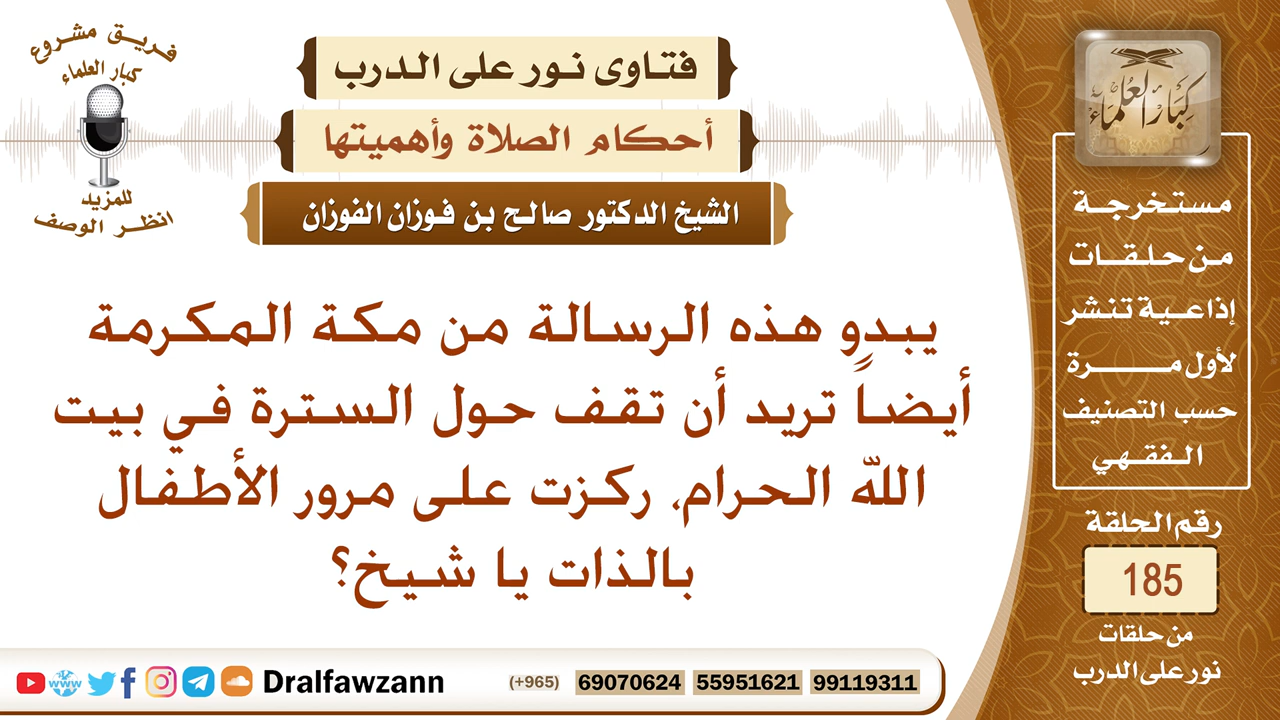 فريق مشروع
كبار العلماء
للمزيد
انظر الوصف
فتاوى نور على الدرب
أحكام الصلاة وأهميتها
الشيخ الدكتور صالح بن فوزان الفوزان
يبدو هذه الرسالة من مكة المكرمة
أيضاً تريد أن تقف حول السترة في بيت
الله الحرام، ركزت على مرور الأطفال
بالذات يا شيخ؟
كبار العلماء
مستخرجة
من حلقات
إذاعية تنشر
لأول مرة
حسب التصنيف
الفقهي
رقم الحلقة
185
من حلقات
نور على الدرب
www
Dralfawzann
(+965) 69070624 55951621 99119311